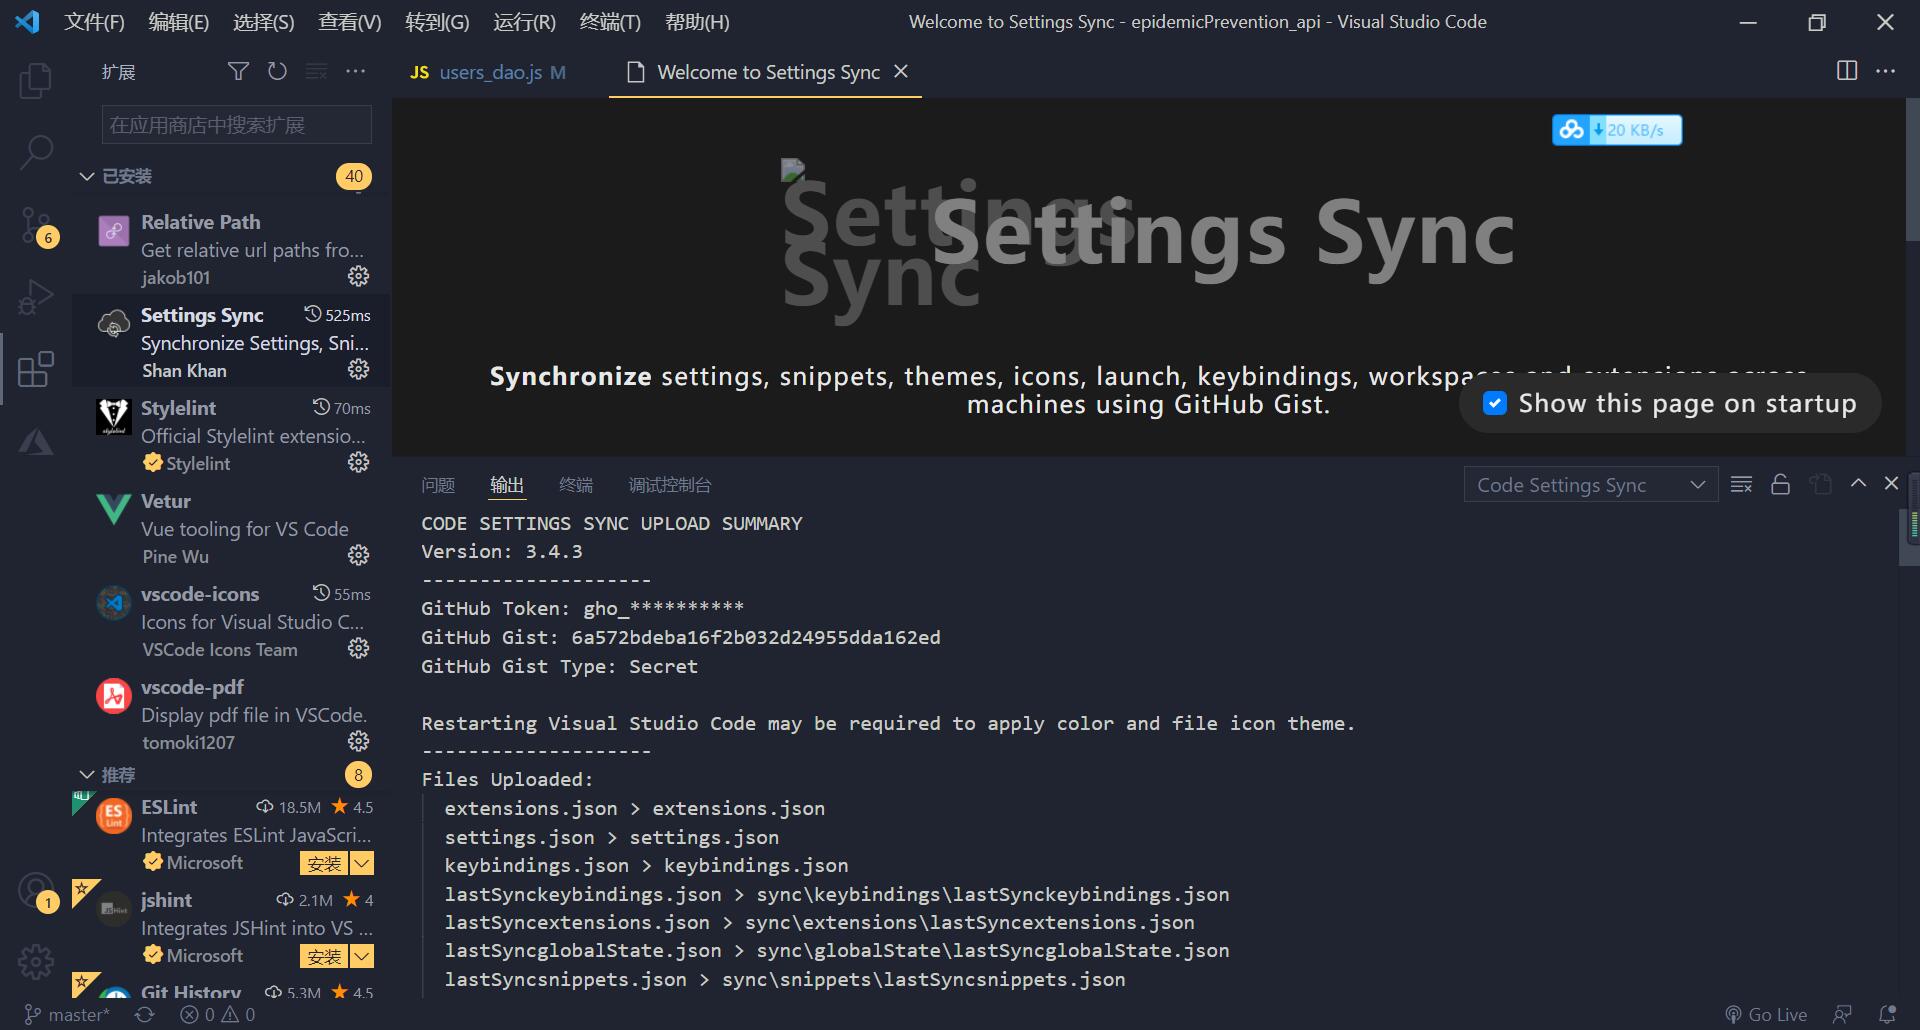 文件(F) 编辑(E) 选择(S) 查看(V) 转到(G) 运行(R) 终端(T) 帮助(H)
Welcome to Settings Sync - epidemicPrevention_api - Visual Studio Code
扩展
JS users_dao.js M
Welcome to Settings Sync
在应用商店中搜索扩展
已安装 40
Relative Path
Get relative url paths fro...
jakob101
Settings Sync 525ms
Synchronize Settings, Sni...
Shan Khan
Stylelint 70ms
Official Stylelint extensio...
Stylelint
Vetur
Vue tooling for VS Code
Pine Wu
vscode-icons 55ms
Icons for Visual Studio C...
VSCode Icons Team
vscode-pdf
Display pdf file in VSCode.
tomoki1207
推荐 8
ESLint 18.5M 4.5
Integrates ESLint JavaScri...
Microsoft 安装
jshint 2.1M 4
Integrates JSHint into VS ...
Microsoft 安装
Git History 5.3M 4.5
6
1
ES
Lint
JSHint
stylelint
20 KB/s
Settings
Sync
Settings Sync
Synchronize settings, snippets, themes, icons, launch, keybindings, workspaces and extensions across
machines using GitHub Gist.
Show this page on startup
问题 输出 终端 调试控制台
Code Settings Sync
CODE SETTINGS SYNC UPLOAD SUMMARY
Version: 3.4.3
--------------------
GitHub Token: gho_**********
GitHub Gist: 6a572bdeba16f2b032d24955dda162ed
GitHub Gist Type: Secret
Restarting Visual Studio Code may be required to apply color and file icon theme.
--------------------
Files Uploaded:
extensions.json > extensions.json
settings.json > settings.json
keybindings.json > keybindings.json
lastSynckeybindings.json > sync\keybindings\lastSynckeybindings.json
lastSyncextensions.json > sync\extensions\lastSyncextensions.json
lastSyncglobalState.json > sync\globalState\lastSyncglobalState.json
lastSyncsnippets.json > sync\snippets\lastSyncsnippets.json
master* 0 0
Go Live